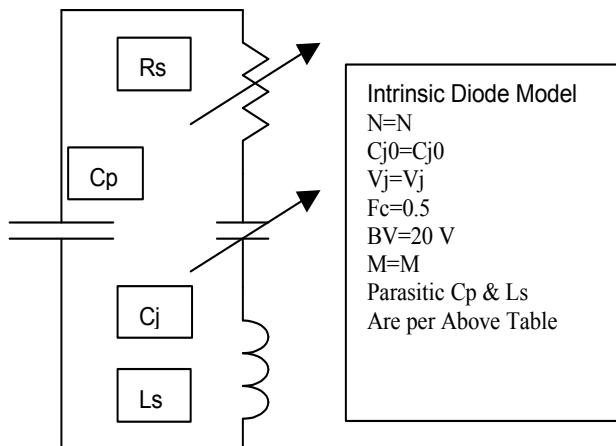 Rs
Cp
Cj
Ls
Intrinsic Diode Model
N=N
Cj0=Cj0
Vj=Vj
Fc=0.5
BV=20 V
M=M
Parasitic Cp & Ls
Are per Above Table